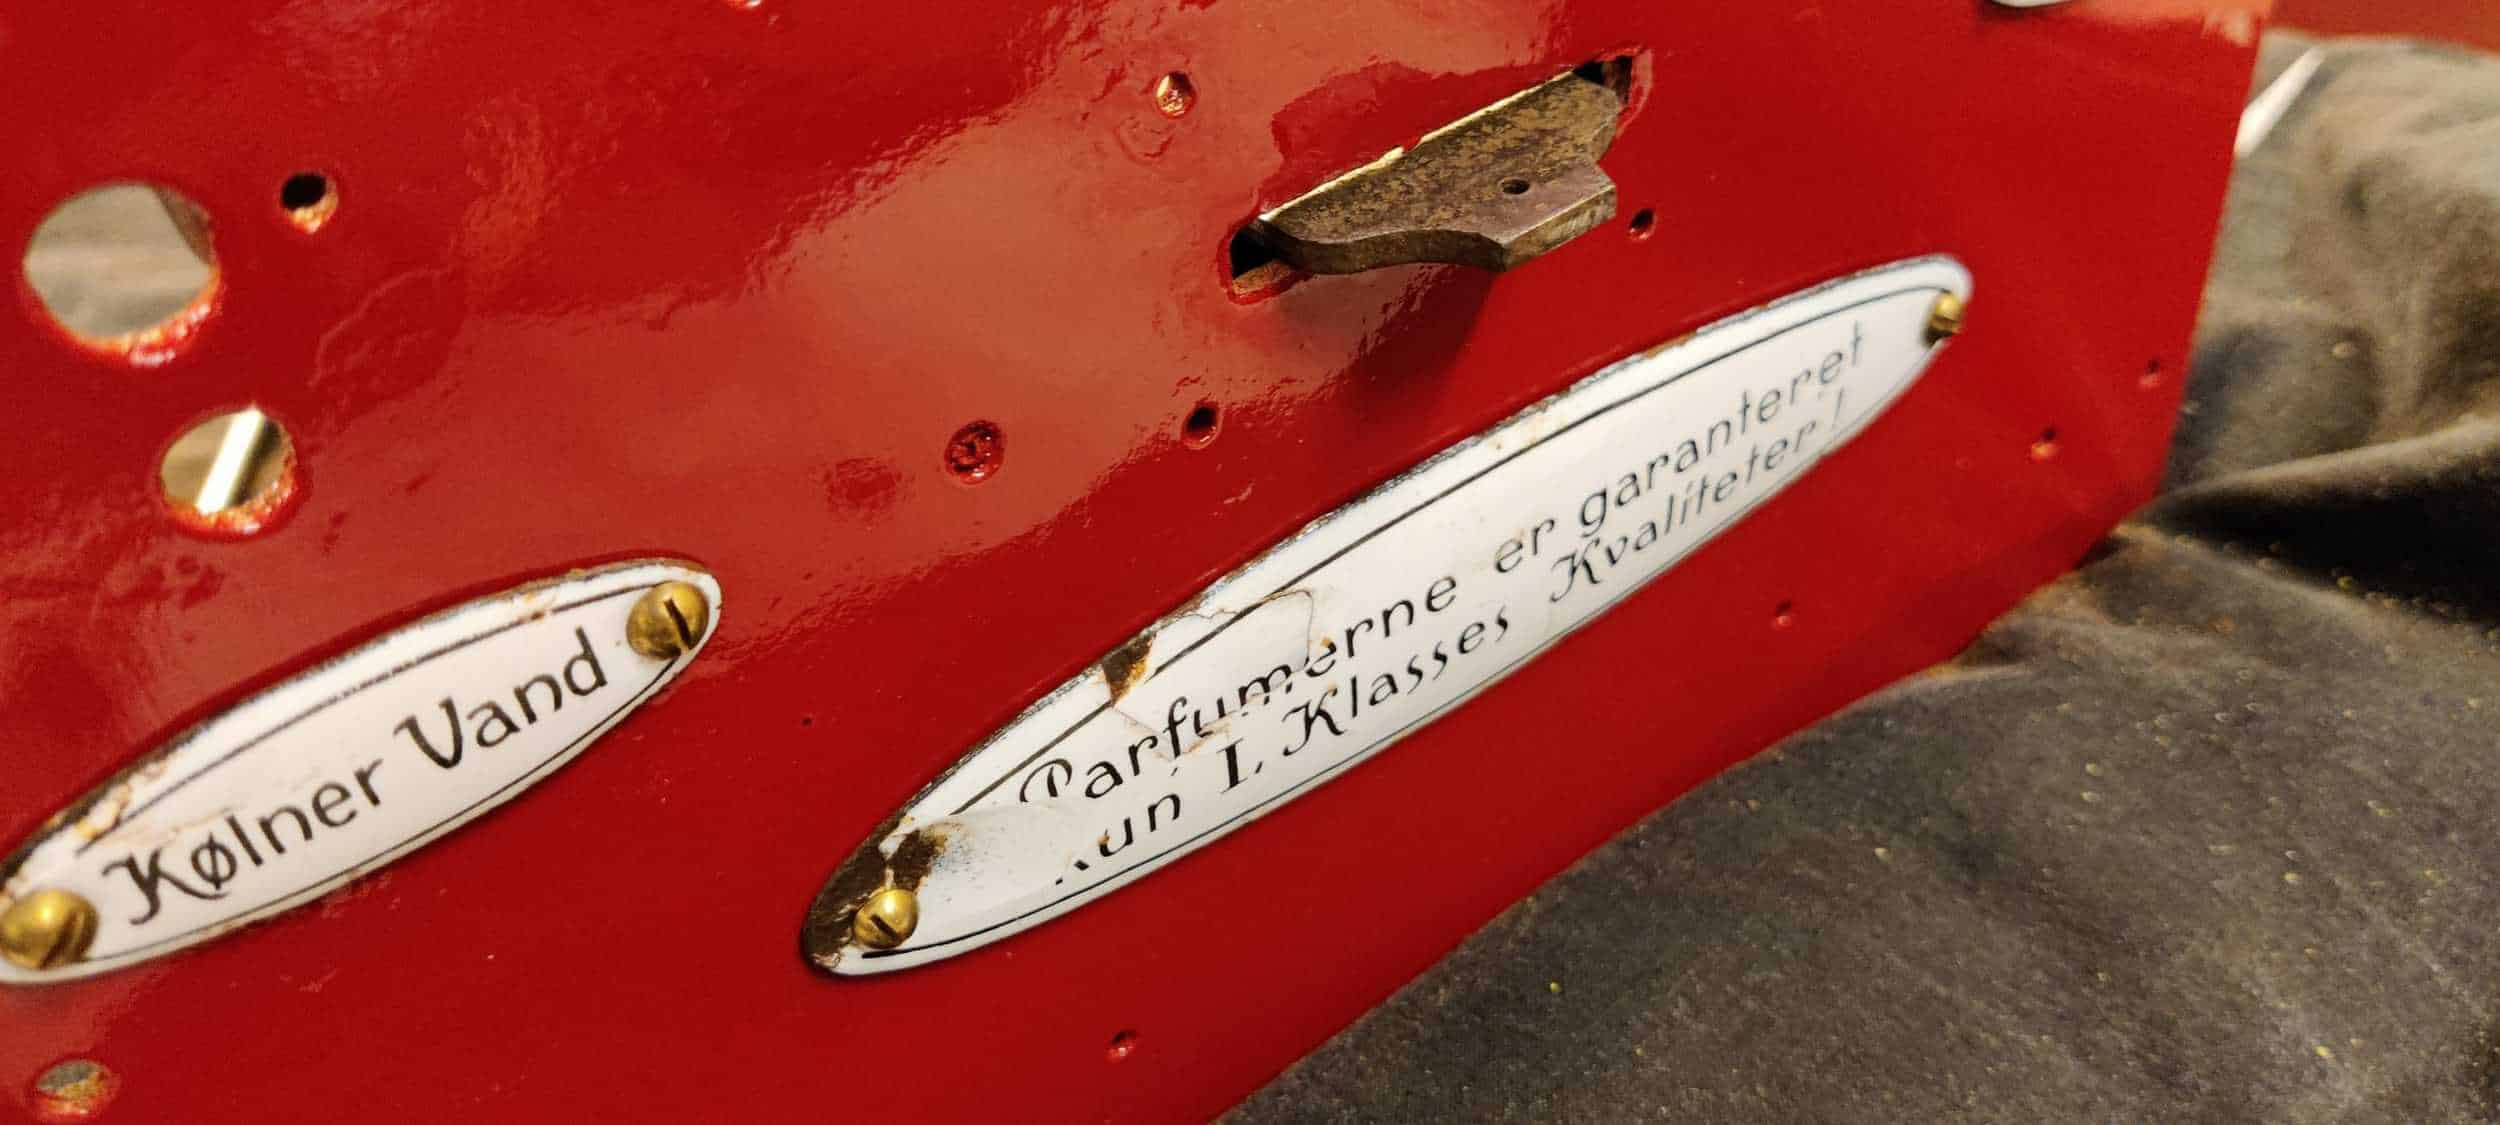 Kølner Vand
Parfumerne er garanteret
kun I. Klasses Kvaliteter!